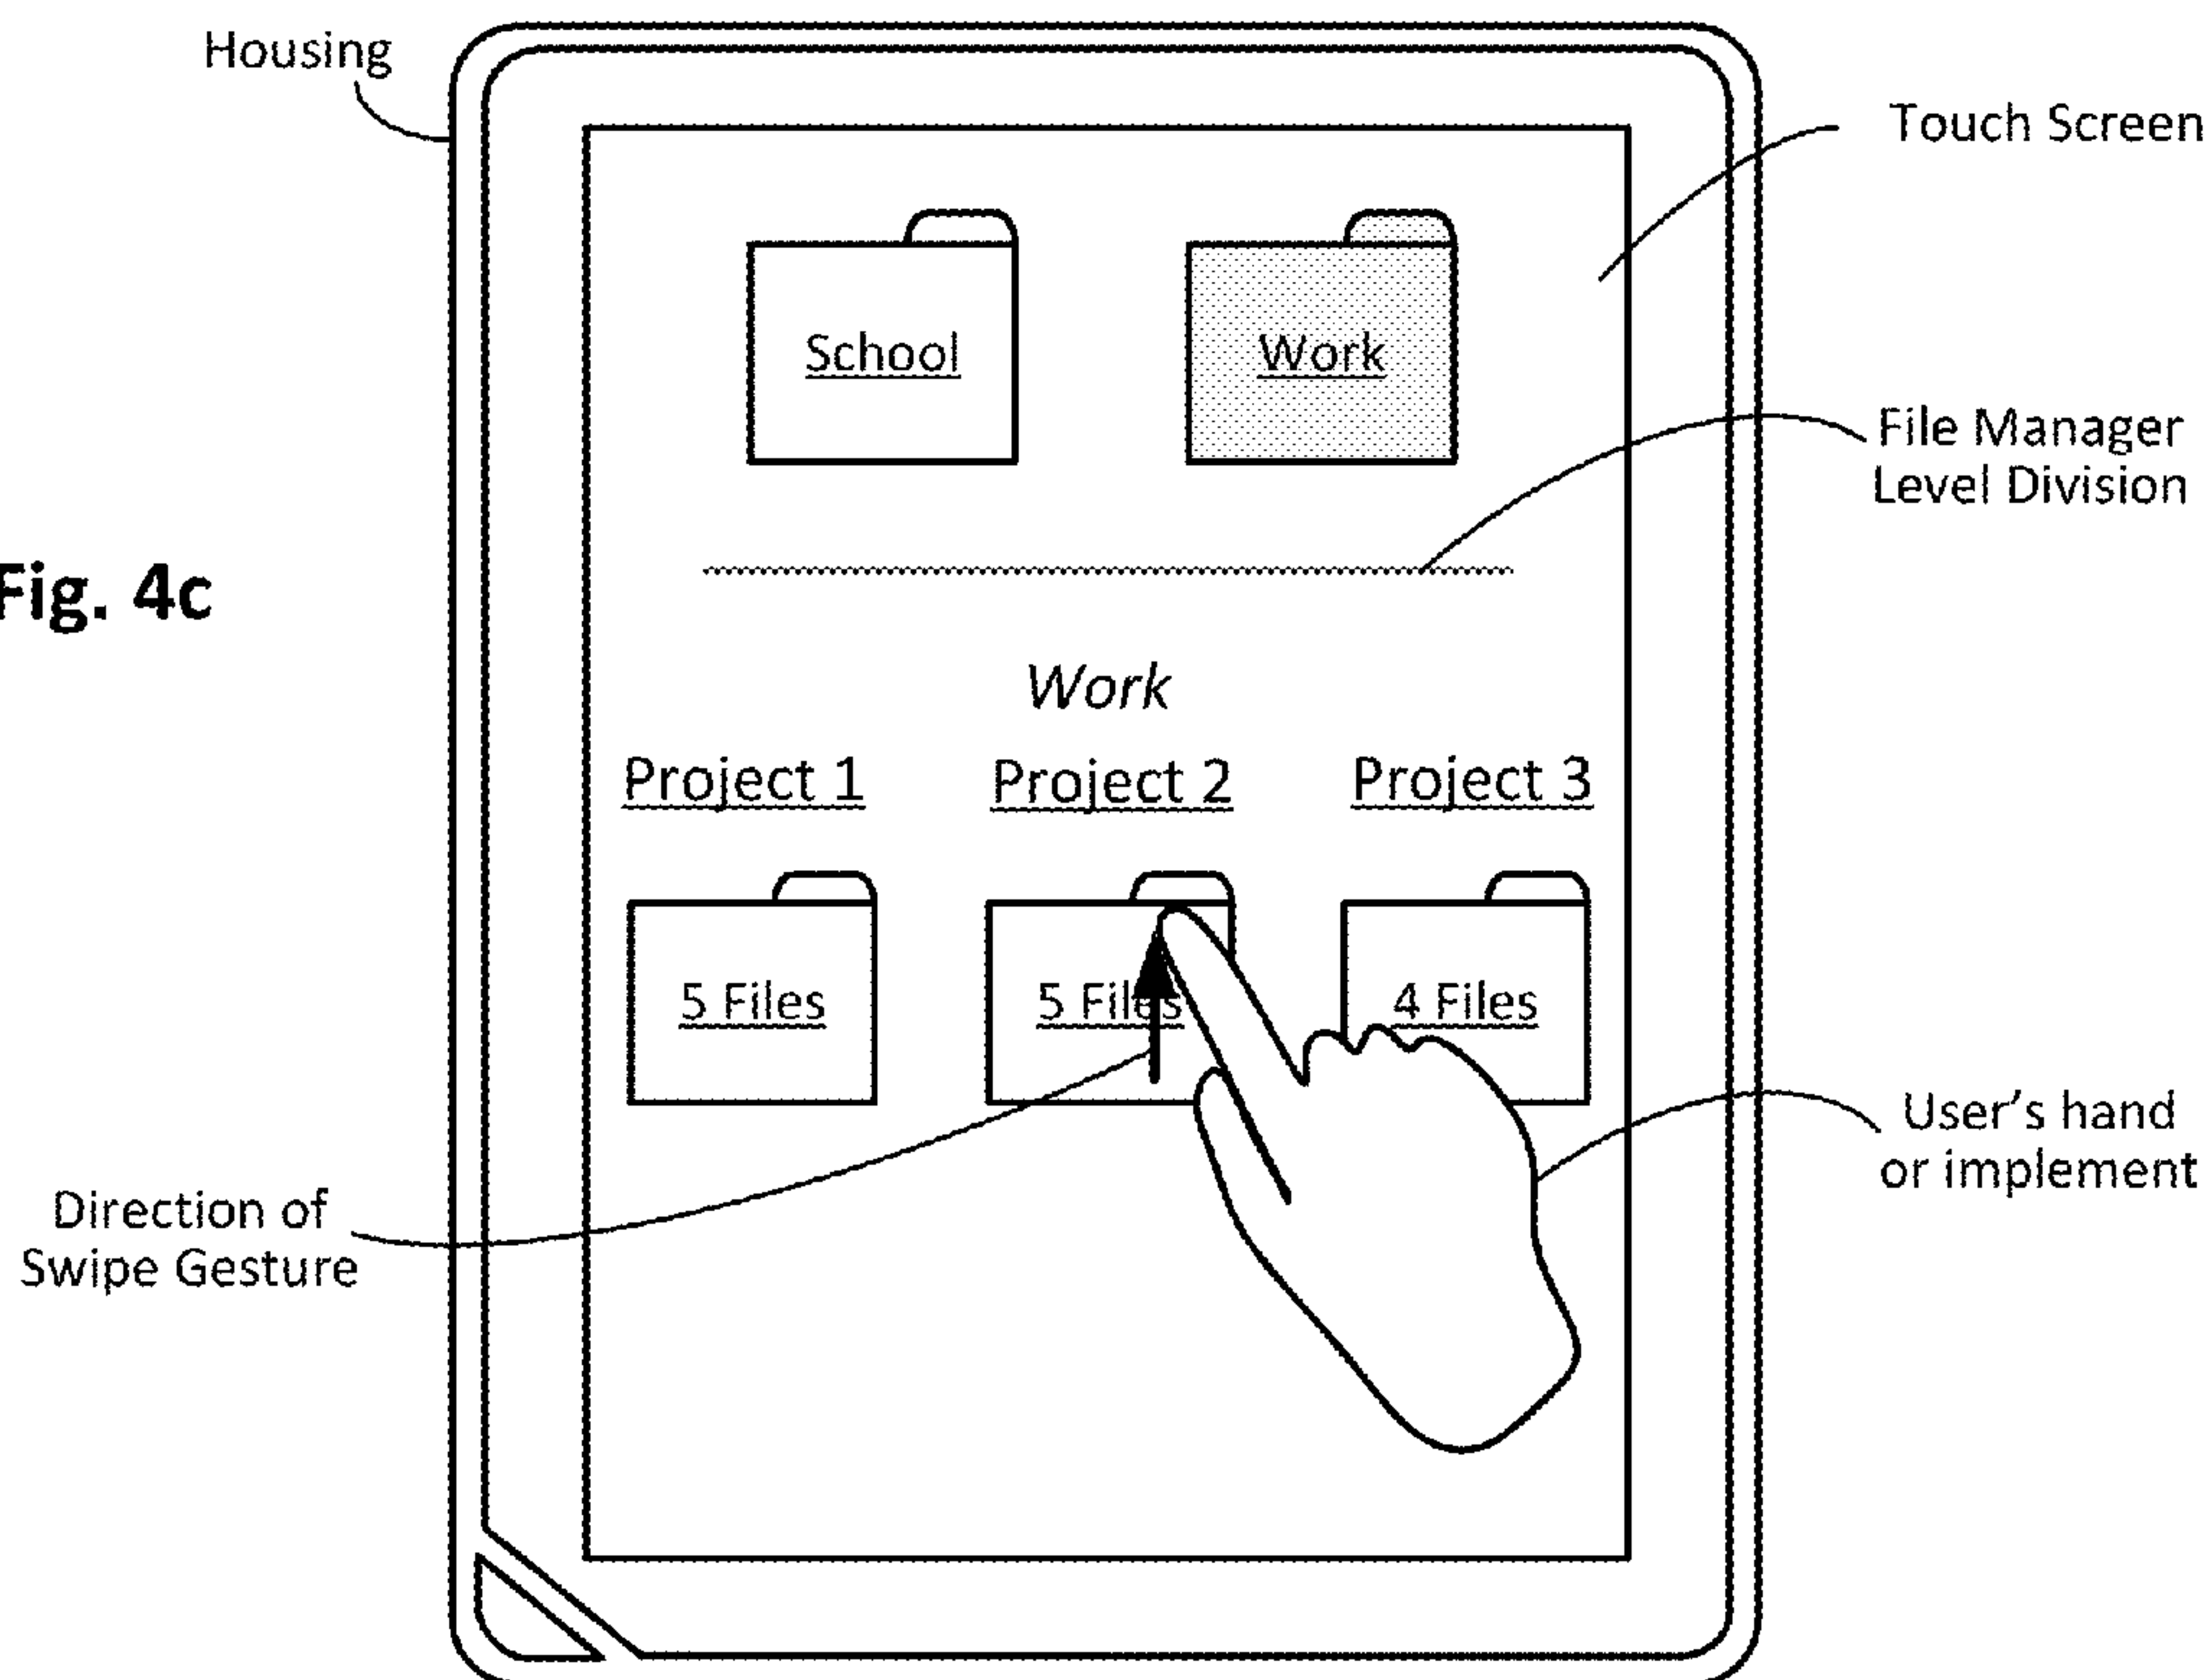 Housing
Touch Screen
School
Work
File Manager
Level Division
Fig. 4c
Work
Project 1
Project 2
Project 3
5 Files
5 Files
4 Files
User's hand
or implement
Direction of
Swipe Gesture